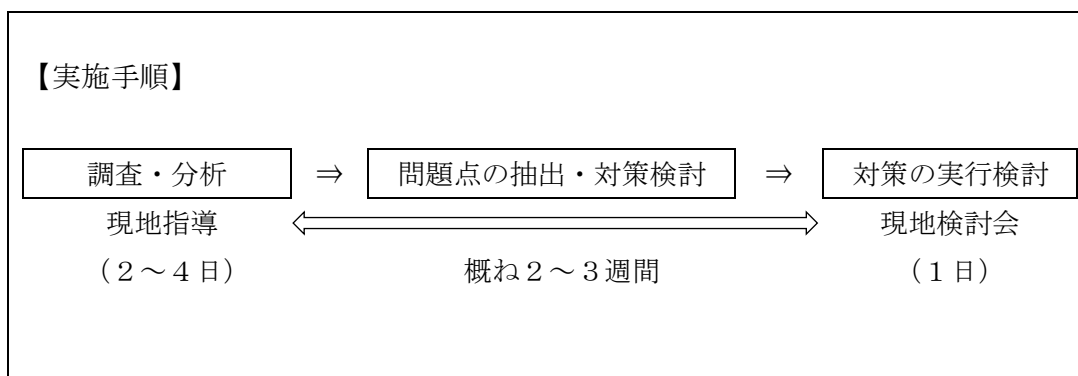 【実施手順】
調査・分析 ⇒ 問題点の抽出・対策検討 ⇒ 対策の実行検討
現地指導 現地検討会
（２～４日） 概ね２～３週間 （１日）